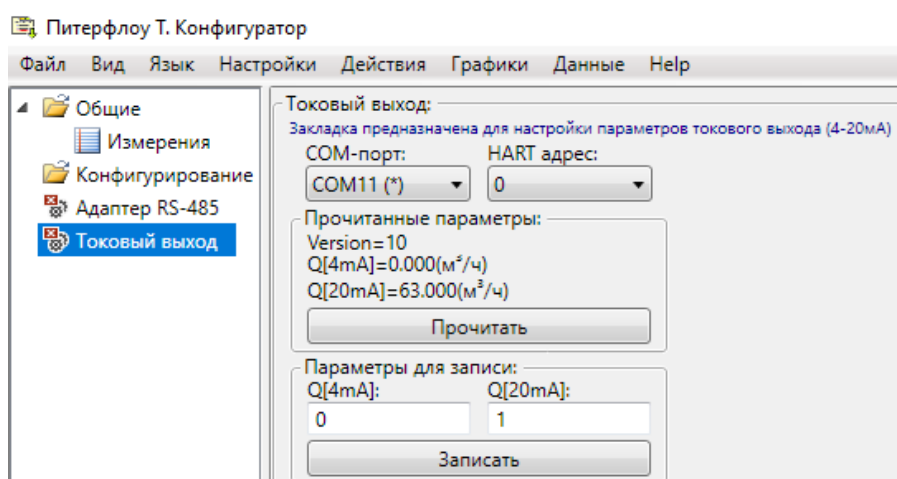 Питерфлоу Т. Конфигуратор
Файл Вид Язык Настройки Действия Графики Данные Help
Общие
Измерения
Конфигурирование
Адаптер RS-485
Токовый выход
Токовый выход:
Закладка предназначена для настройки параметров токового выхода (4-20мА)
COM-порт: HART адрес:
COM11 (*) 0
Прочитанные параметры:
Version=10
Q[4mA]=0.000(м³/ч)
Q[20mA]=63.000(м³/ч)
Прочитать
Параметры для записи:
Q[4mA]: Q[20mA]:
0 1
Записать